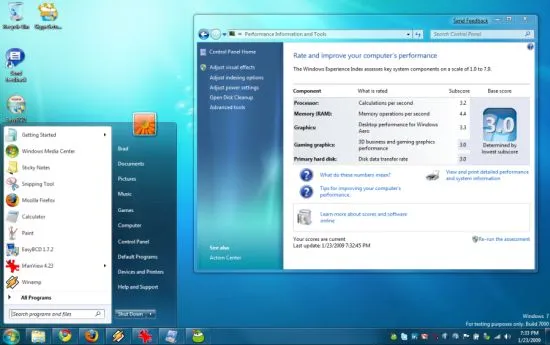 Recycle Bin
Send feedback
Send Feedback
Performance Information and Tools
Search Control Panel
Control Panel Home
Adjust visual effects
Adjust indexing options
Adjust power settings
Open Disk Cleanup
Advanced tools
See also
Action Center
Rate and improve your computer's performance
The Windows Experience Index assesses key system components on a scale of 1.0 to 7.9.
Component What is rated Subscore Base score
Processor: Calculations per second 3.2
Memory (RAM): Memory operations per second 4.4
Graphics: Desktop performance for Windows Aero 3.3
Gaming graphics: 3D business and gaming graphics performance 3.0
Primary hard disk: Disk data transfer rate 3.0
3.0
Determined by lowest subscore
What do these numbers mean?
Tips for improving your computer's performance.
View and print detailed performance and system information
Learn more about scores and software online
Your scores are current
Last update: 1/23/2009 7:32:45 PM
Re-run the assessment
Getting Started
Windows Media Center
Sticky Notes
Snipping Tool
Mozilla Firefox
Calculator
Paint
EasyBCD 1.7.2
IrfanView 4.23
Winamp
All Programs
Search programs and files
Brad
Documents
Pictures
Music
Games
Computer
Control Panel
Default Programs
Devices and Printers
Help and Support
Shut Down
Windows 7
For testing purposes only. Build 7000
7:33 PM
1/23/2009